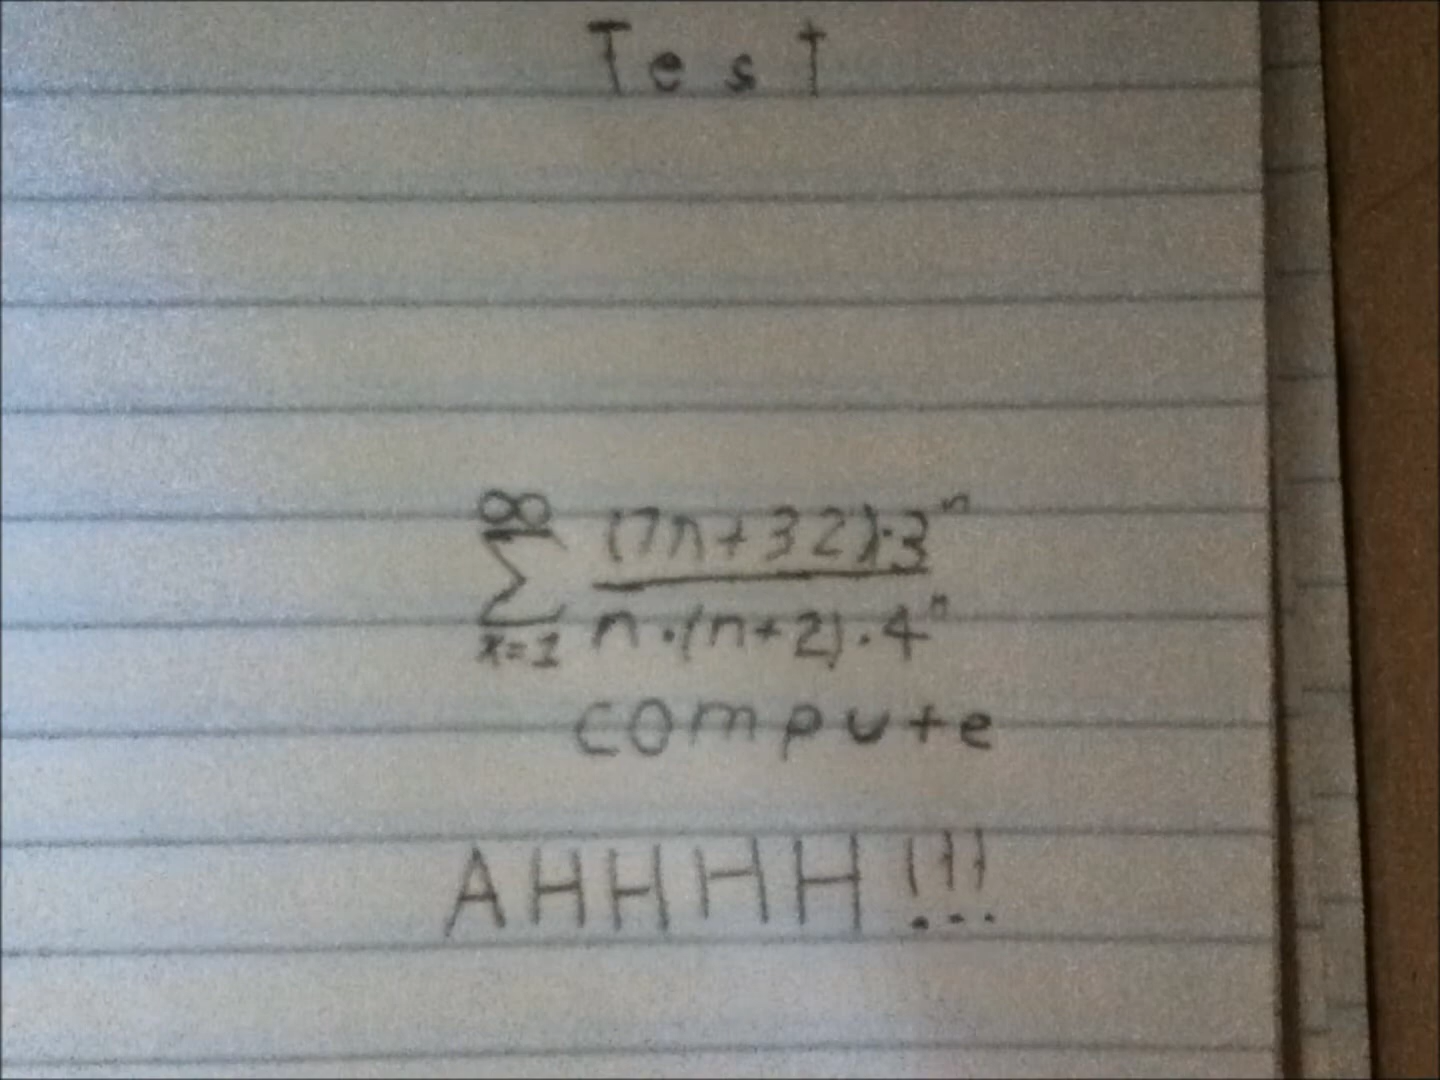 Test
∞
∑ (7n+32)·3^n
x=1 n·(n+2)·4^n
compute
AHHHH!!!